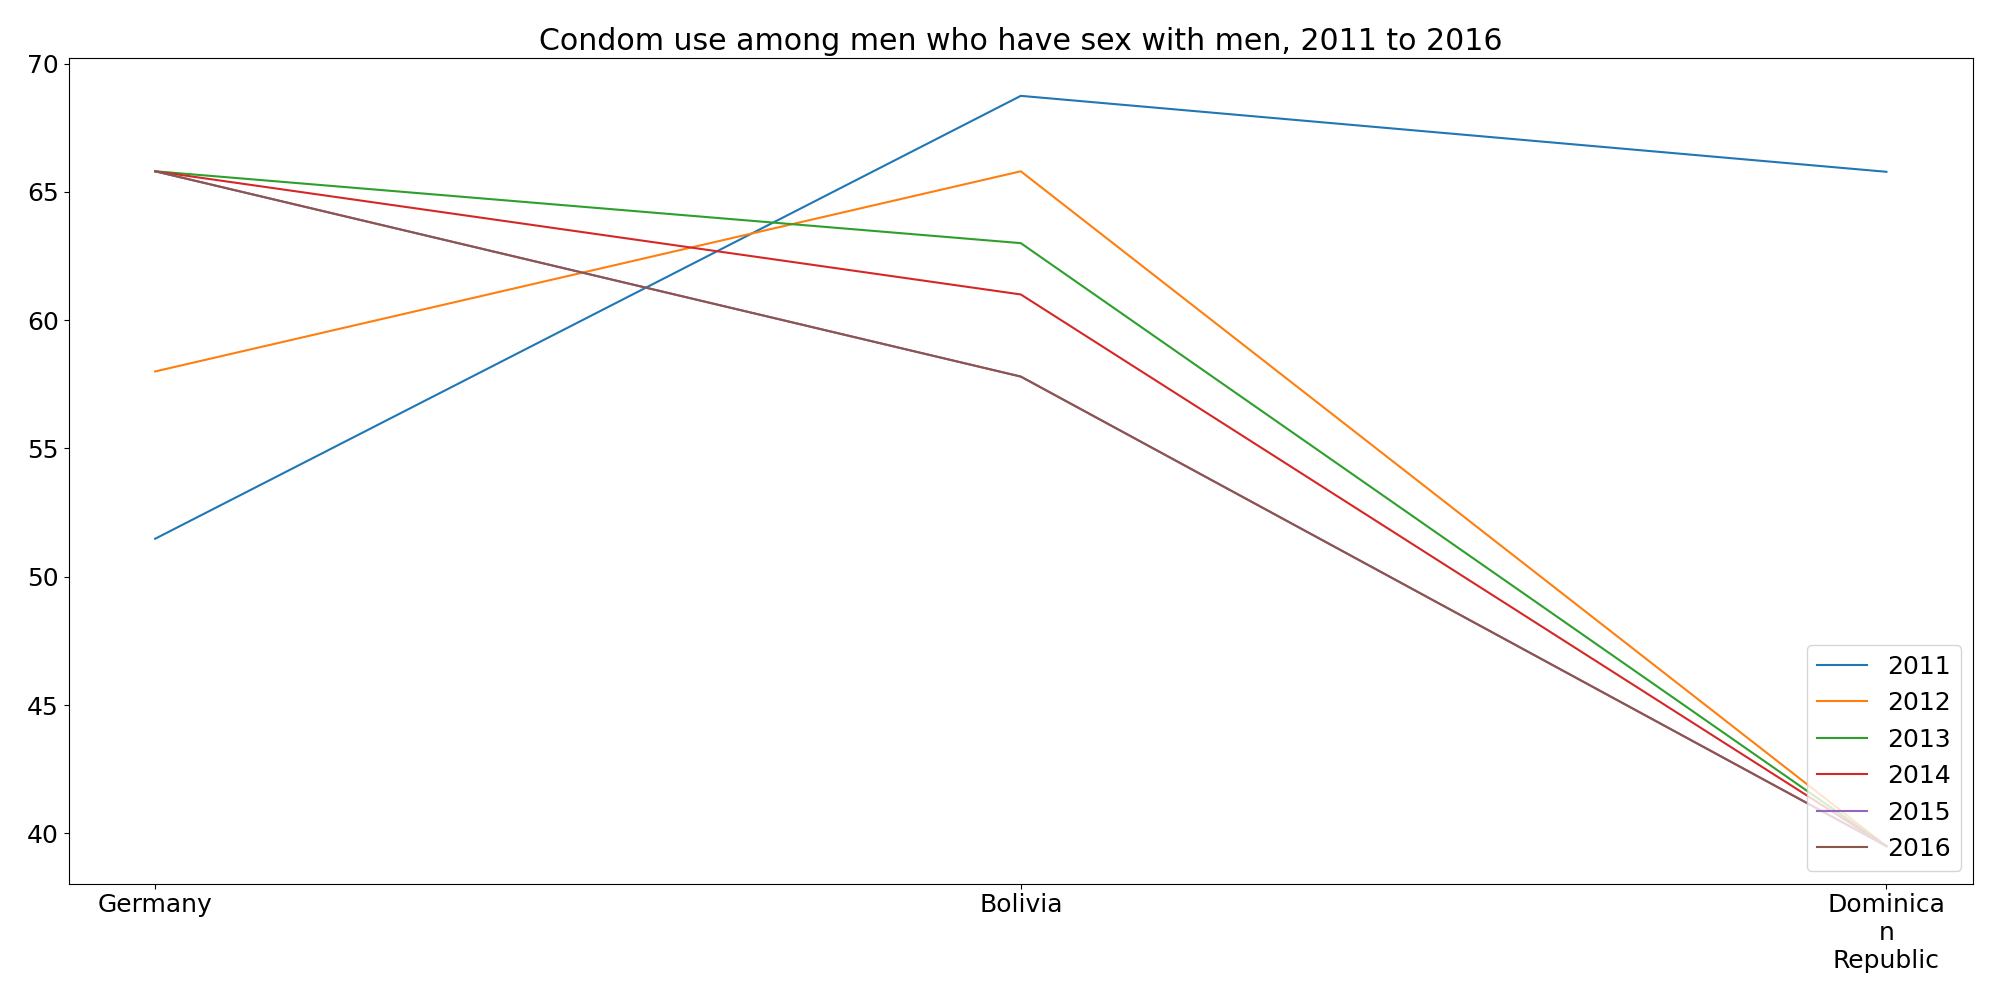 Condom use among men who have sex with men, 2011 to 2016
70
65
60
55
50
45
40
2011
2012
2013
2014
2015
2016
Germany
Bolivia
Dominica
n
Republic